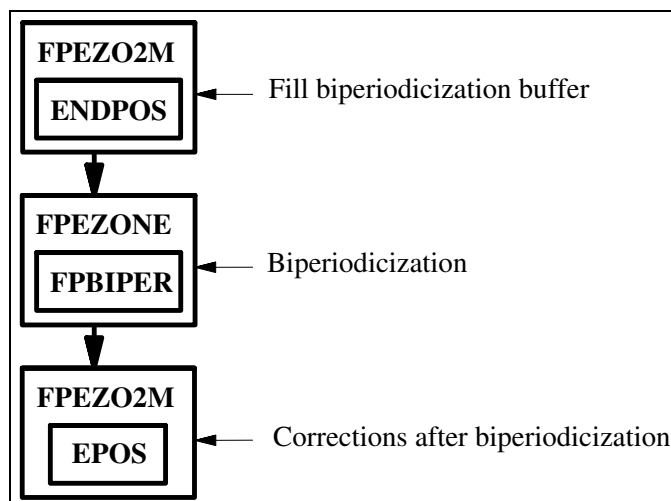 FPEZO2M
ENDPOS
Fill biperiodicization buffer
FPEZONE
FPBIPER
Biperiodicization
FPEZO2M
EPOS
Corrections after biperiodicization